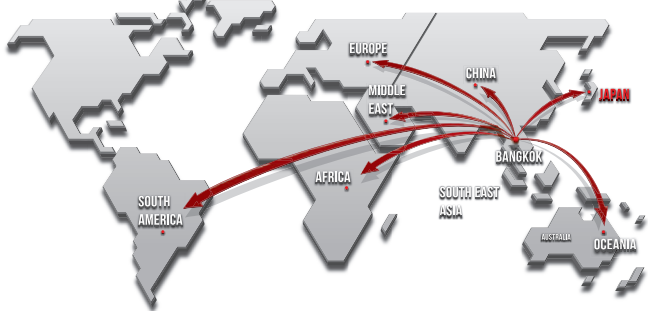 EUROPE
CHINA
MIDDLE
EAST
JAPAN
BANGKOK
AFRICA
SOUTH EAST
ASIA
SOUTH
AMERICA
AUSTRALIA
OCEANIA